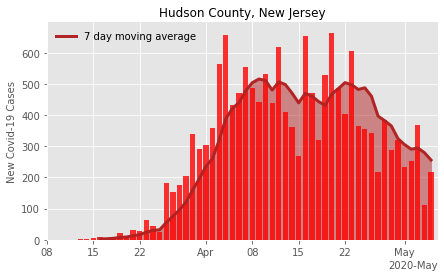 Hudson County, New Jersey
7 day moving average
New Covid-19 Cases
600
500
400
300
200
100
0
08
15
22
Apr
08
15
22
May
2020-May